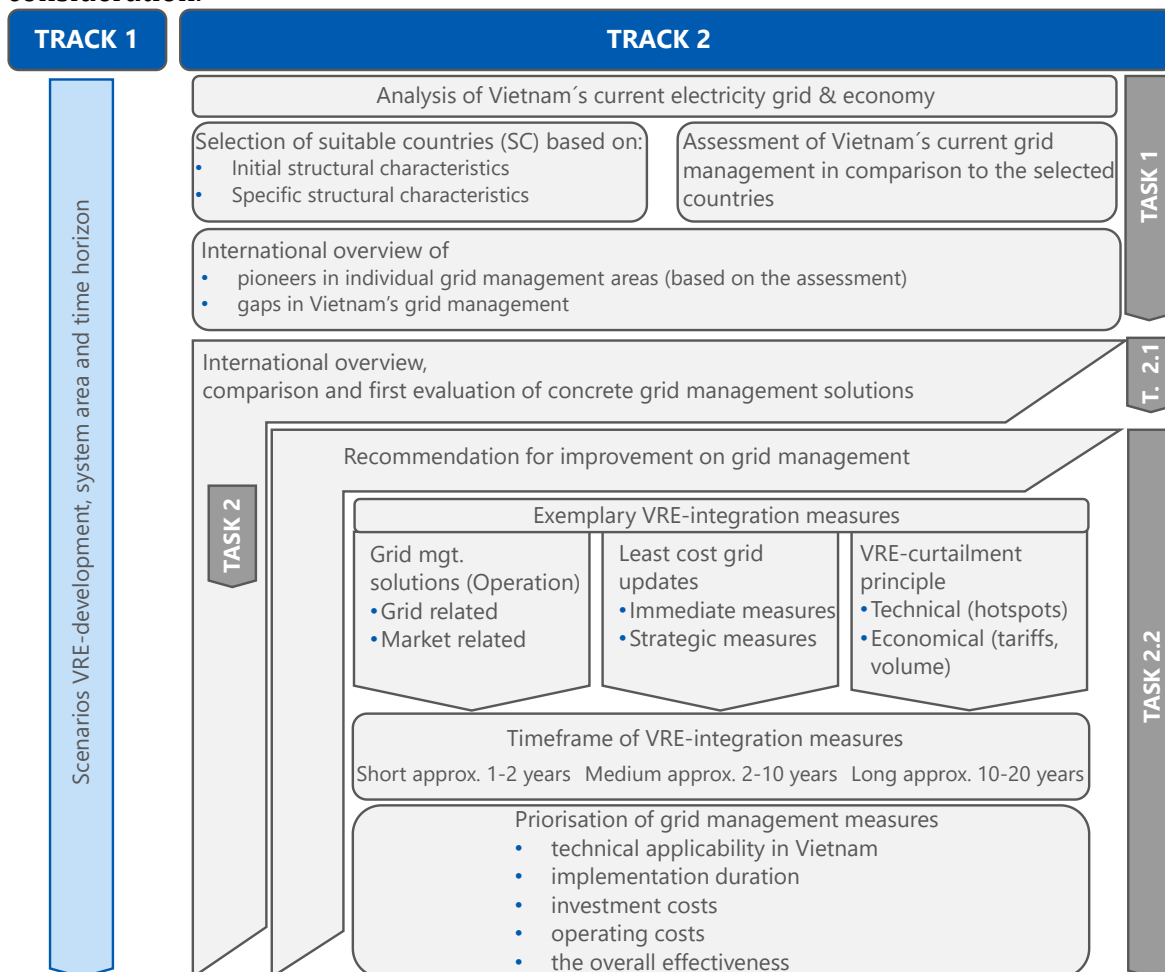 TRACK 1
TRACK 2
Scenarios VRE-development, system area and time horizon
Analysis of Vietnam´s current electricity grid & economy
Selection of suitable countries (SC) based on:
• Initial structural characteristics
• Specific structural characteristics
Assessment of Vietnam´s current grid
management in comparison to the selected
countries
International overview of
• pioneers in individual grid management areas (based on the assessment)
• gaps in Vietnam's grid management
TASK 1
International overview,
comparison and first evaluation of concrete grid management solutions
T. 2.1
TASK 2
Recommendation for improvement on grid management
Exemplary VRE-integration measures
Grid mgt.
solutions (Operation)
• Grid related
• Market related
Least cost grid
updates
• Immediate measures
• Strategic measures
VRE-curtailment
principle
• Technical (hotspots)
• Economical (tariffs,
volume)
Timeframe of VRE-integration measures
Short approx. 1-2 years Medium approx. 2-10 years Long approx. 10-20 years
Priorisation of grid management measures
• technical applicability in Vietnam
• implementation duration
• investment costs
• operating costs
• the overall effectiveness
TASK 2.2